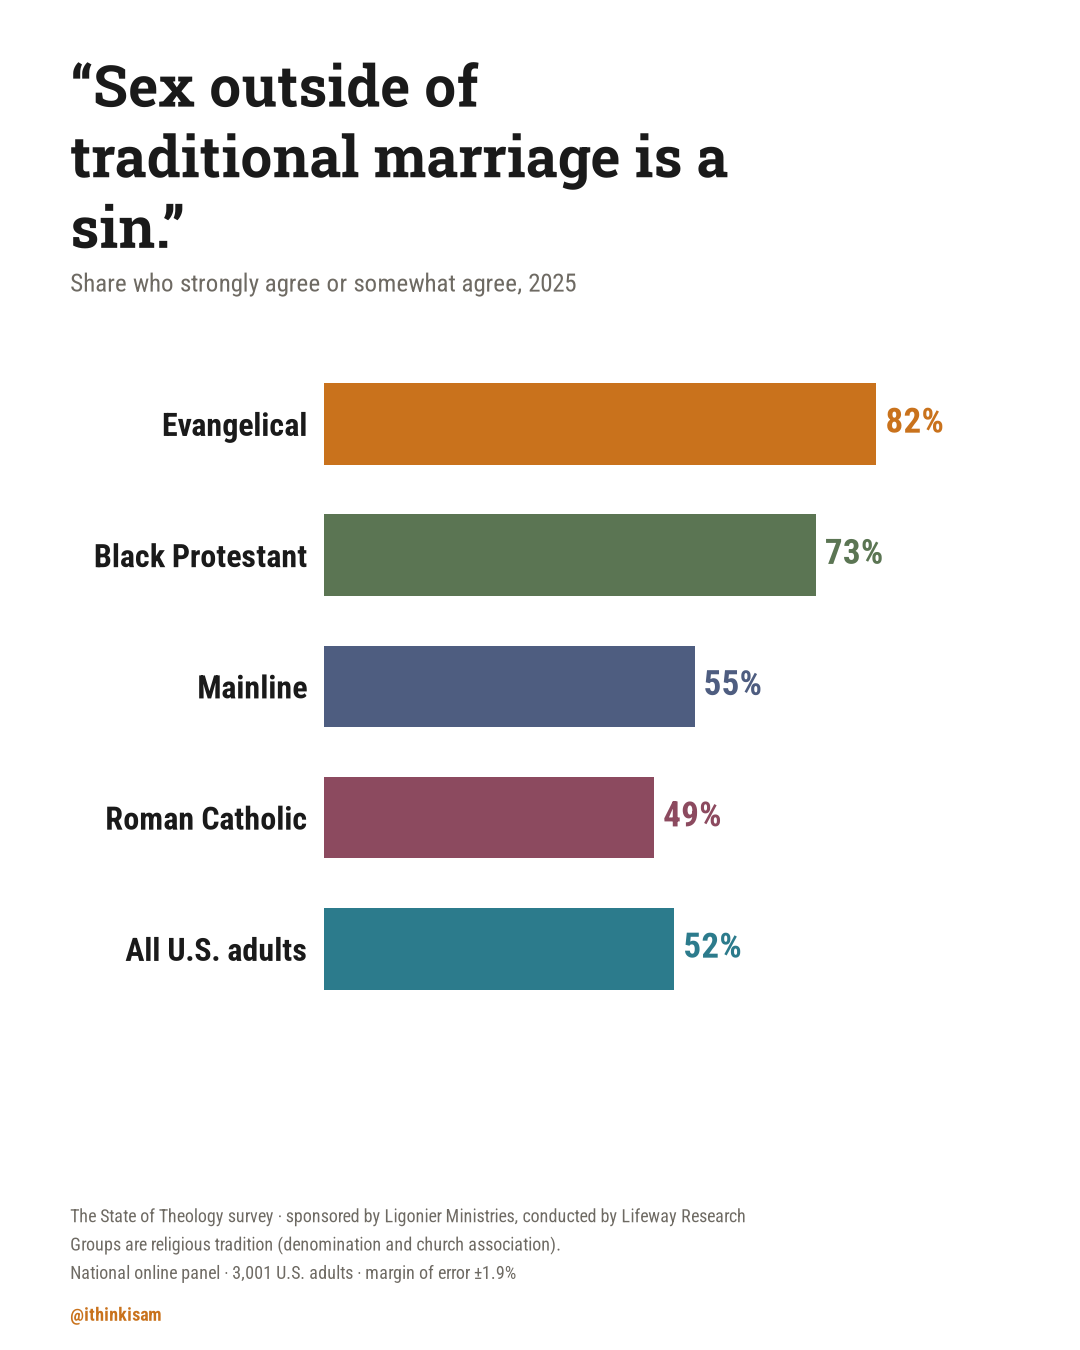 “Sex outside of
traditional marriage is a
sin.”
Share who strongly agree or somewhat agree, 2025
Evangelical 82%
Black Protestant 73%
Mainline 55%
Roman Catholic 49%
All U.S. adults 52%
The State of Theology survey · sponsored by Ligonier Ministries, conducted by Lifeway Research
Groups are religious tradition (denomination and church association).
National online panel · 3,001 U.S. adults · margin of error ±1.9%
@ithinkisam